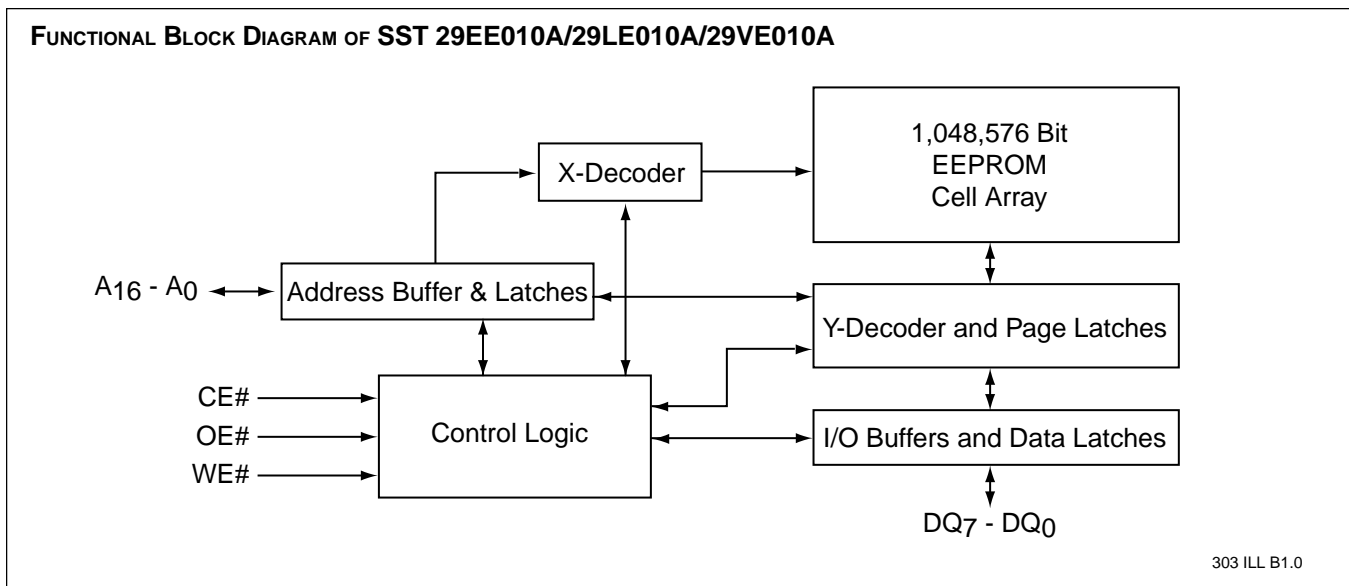 FUNCTIONAL BLOCK DIAGRAM OF SST 29EE010A/29LE010A/29VE010A
1,048,576 Bit
EEPROM
Cell Array
X-Decoder
A16 - A0
Address Buffer & Latches
Y-Decoder and Page Latches
CE#
OE#
WE#
Control Logic
I/O Buffers and Data Latches
DQ7 - DQ0
303 ILL B1.0